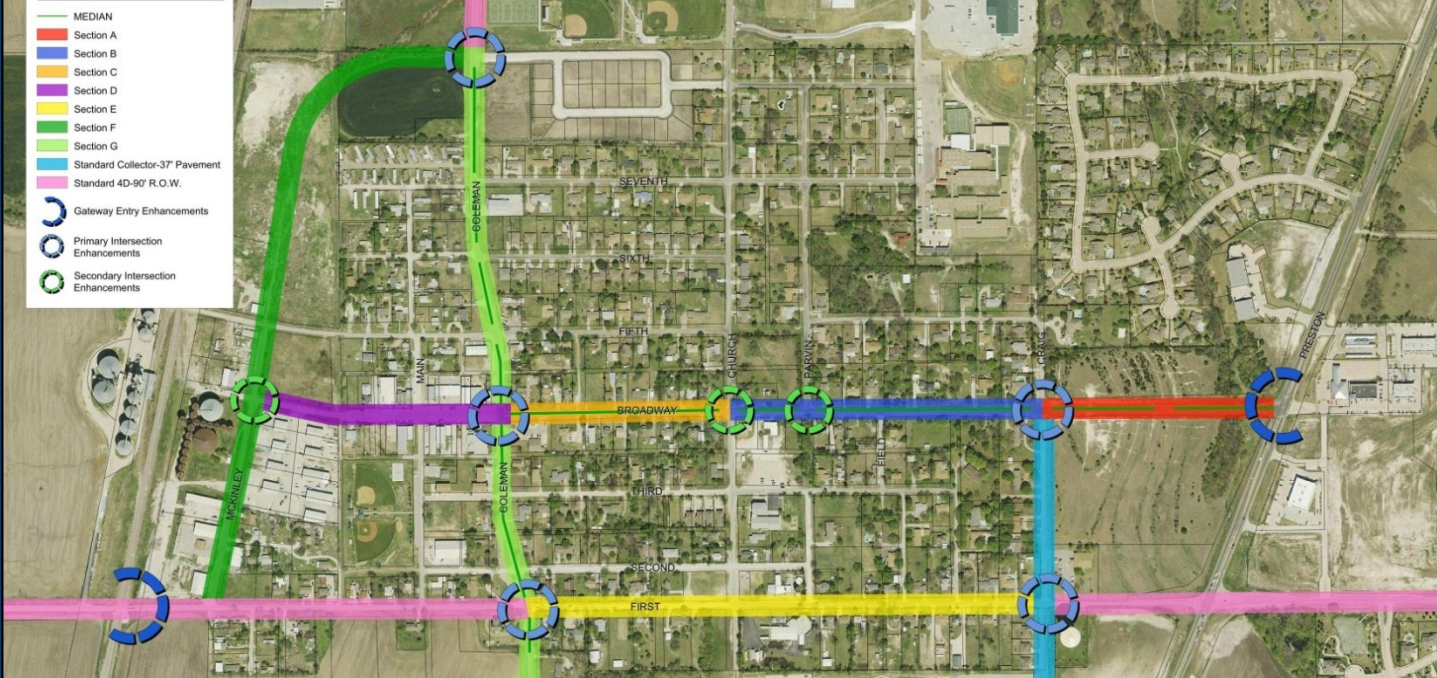 MEDIAN
Section A
Section B
Section C
Section D
Section E
Section F
Section G
Standard Collector-37' Pavement
Standard 4D-90' R.O.W.
Gateway Entry Enhancements
Primary Intersection
Enhancements
Secondary Intersection
Enhancements
SEVENTH
COLEMAN
SIXTH
FIFTH
MAIN
CHURCH
PARVIN
CRAIG
PRESTON
BROADWAY
FIELD
COLEMAN
MCKINLEY
THIRD
SECOND
FIRST